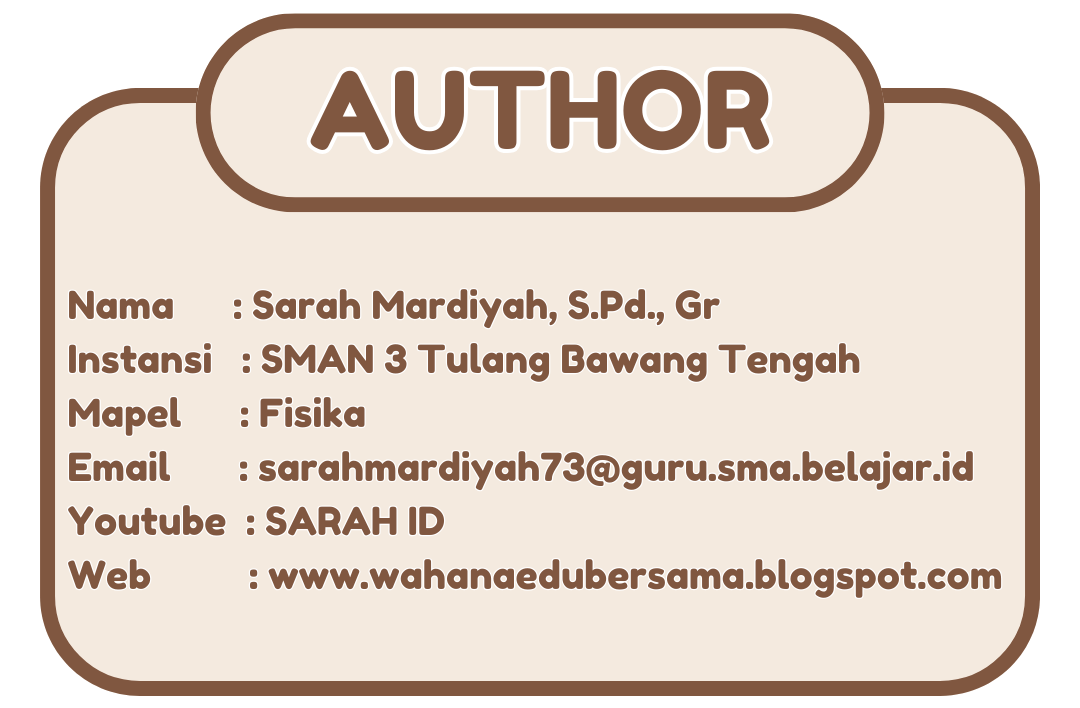 AUTHOR
Nama : Sarah Mardiyah, S.Pd., Gr
Instansi : SMAN 3 Tulang Bawang Tengah
Mapel : Fisika
Email : sarahmardiyah73@guru.sma.belajar.id
Youtube : SARAH ID
Web : www.wahanaedubersama.blogspot.com